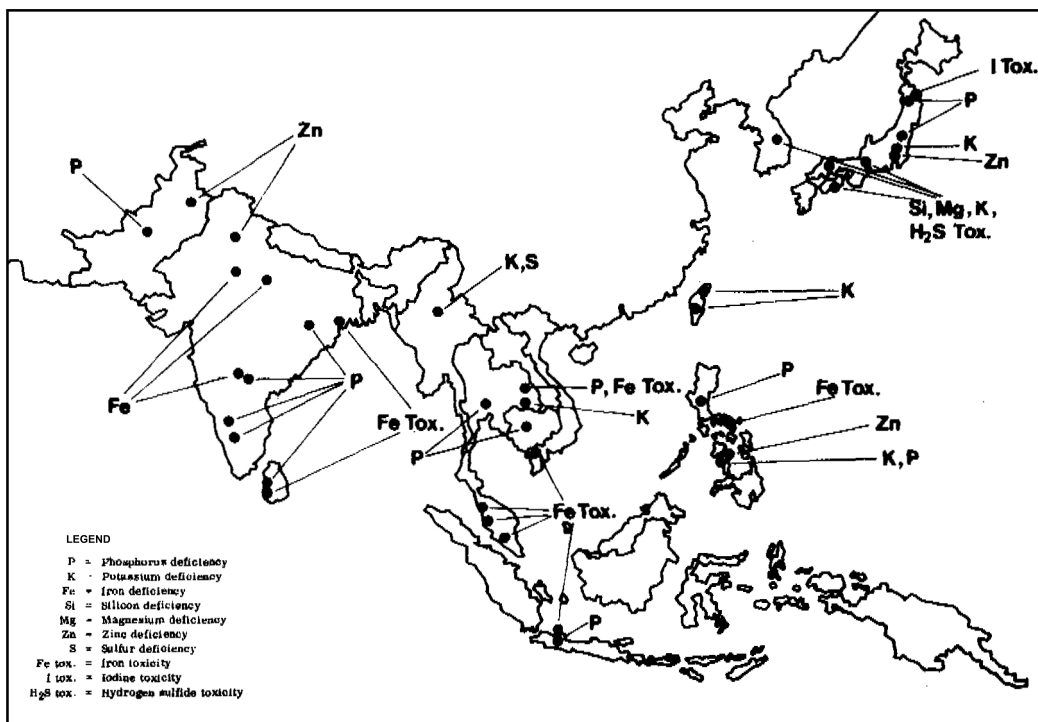 I Tox.
P
K
Zn
Si, Mg, K,
H₂S Tox.
Zn
P
K,S
K
P, Fe Tox.
K
P
P
Fe Tox.
Zn
K, P
Fe
P
Fe Tox.
Fe Tox.
P
LEGEND
P = Phosphorus deficiency
K · Potassium deficiency
Fe = Iron deficiency
Si = Silicon deficiency
Mg = Magnesium deficiency
Zn = Zinc deficiency
S = Sulfur deficiency
Fe tox. = Iron toxicity
I tox. = Iodine toxicity
H₂S tox. = Hydrogen sulfide toxicity